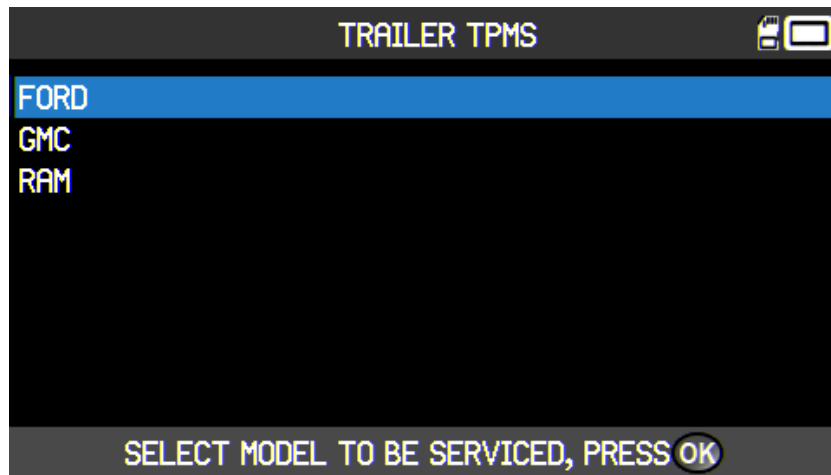 TRAILER TPMS
FORD
GMC
RAM
SELECT MODEL TO BE SERVICED, PRESS OK